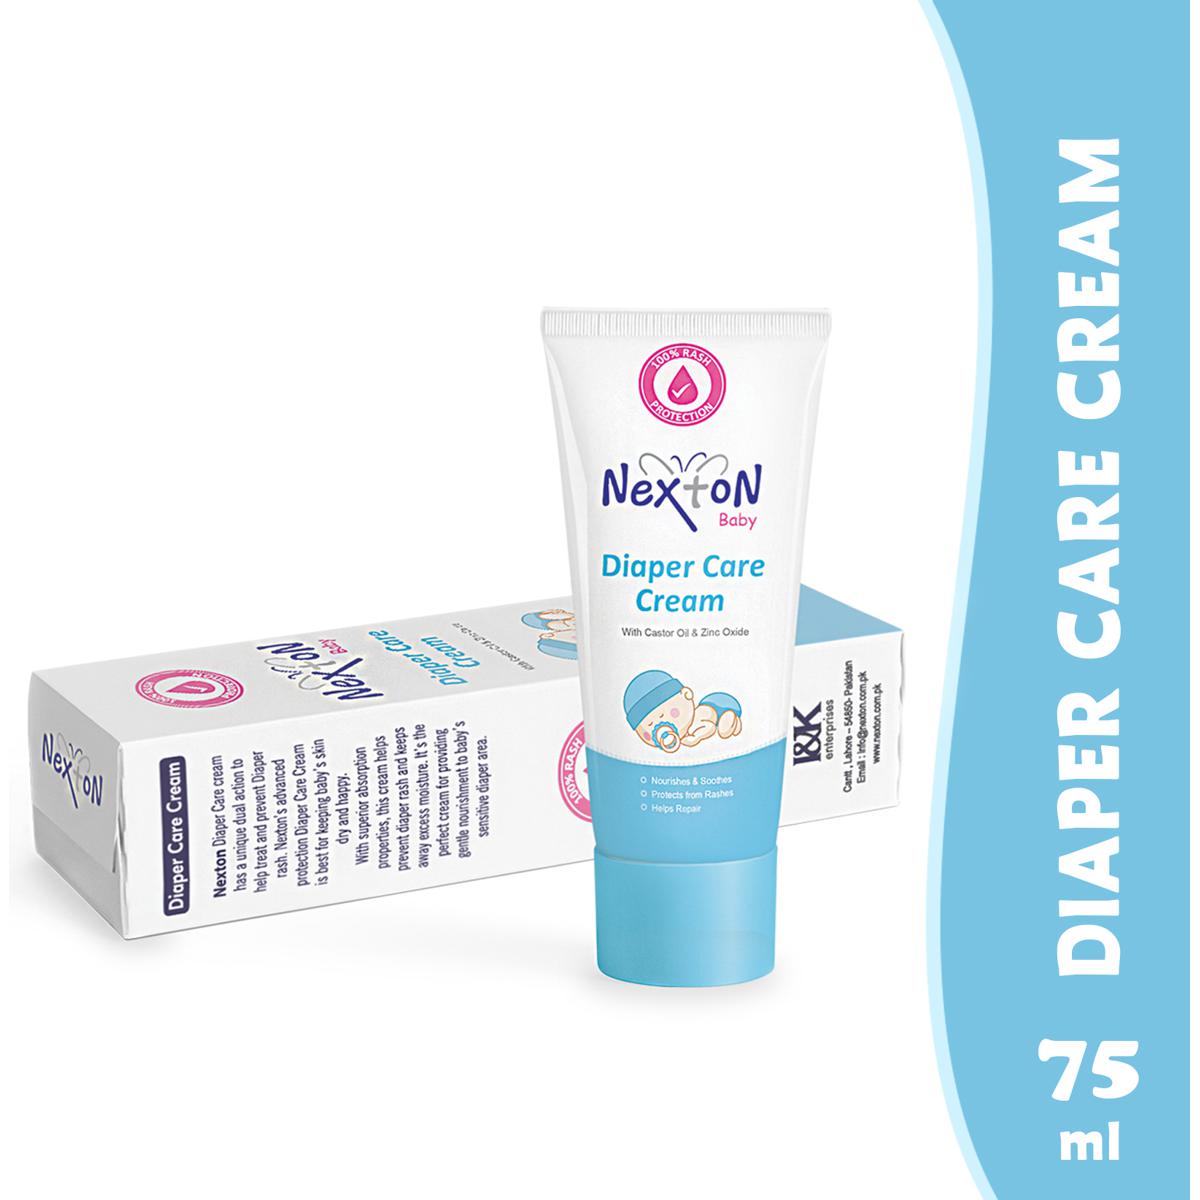 100% RASH
PROTECTION
NextoN
Baby
Diaper Care
Cream
With Castor Oil & Zinc Oxide
Nourishes & Soothes
Protects from Rashes
Helps Repair
NextoN
NextoN
Baby
Diaper Care
Cream
Diaper Care Cream
Nexton Diaper Care cream
has a unique dual action to
help treat and prevent Diaper
rash. Nexton's advanced
protection Diaper Care Cream
is best for keeping baby's skin
dry and happy.
With superior absorption
properties, this cream helps
prevent diaper rash and keeps
away excess moisture. It's the
perfect cream for providing
gentle nourishment to baby's
sensitive diaper area.
100% RASH
J&K
enterprises
Cantt , Lahore – 54850- Pakistan
Email : info@nexton.com.pk
www.nexton.com.pk
DIAPER CARE CREAM
75
ml